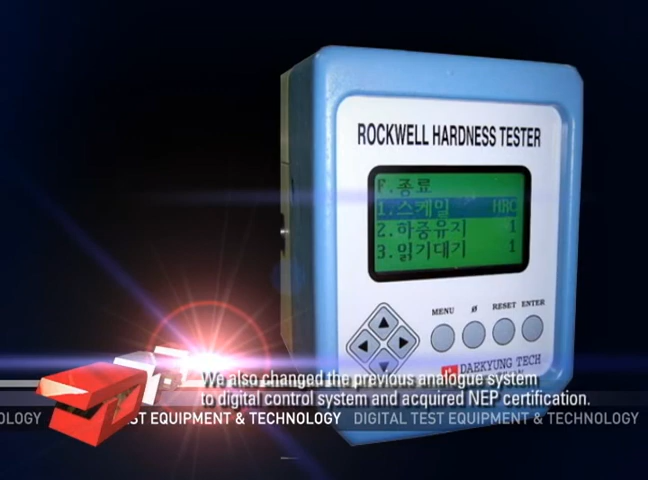 ROCKWELL HARDNESS TESTER
F.종료
1.스케일 HRC
2.하중유지 1
3.읽기대기 1
MENU Ø RESET ENTER
DAEKYUNG TECH
We also changed the previous analogue system
to digital control system and acquired NEP certification.
OLOGY ST EQUIPMENT & TECHNOLOGY DIGITAL TEST EQUIPMENT & TECHNOLOGY